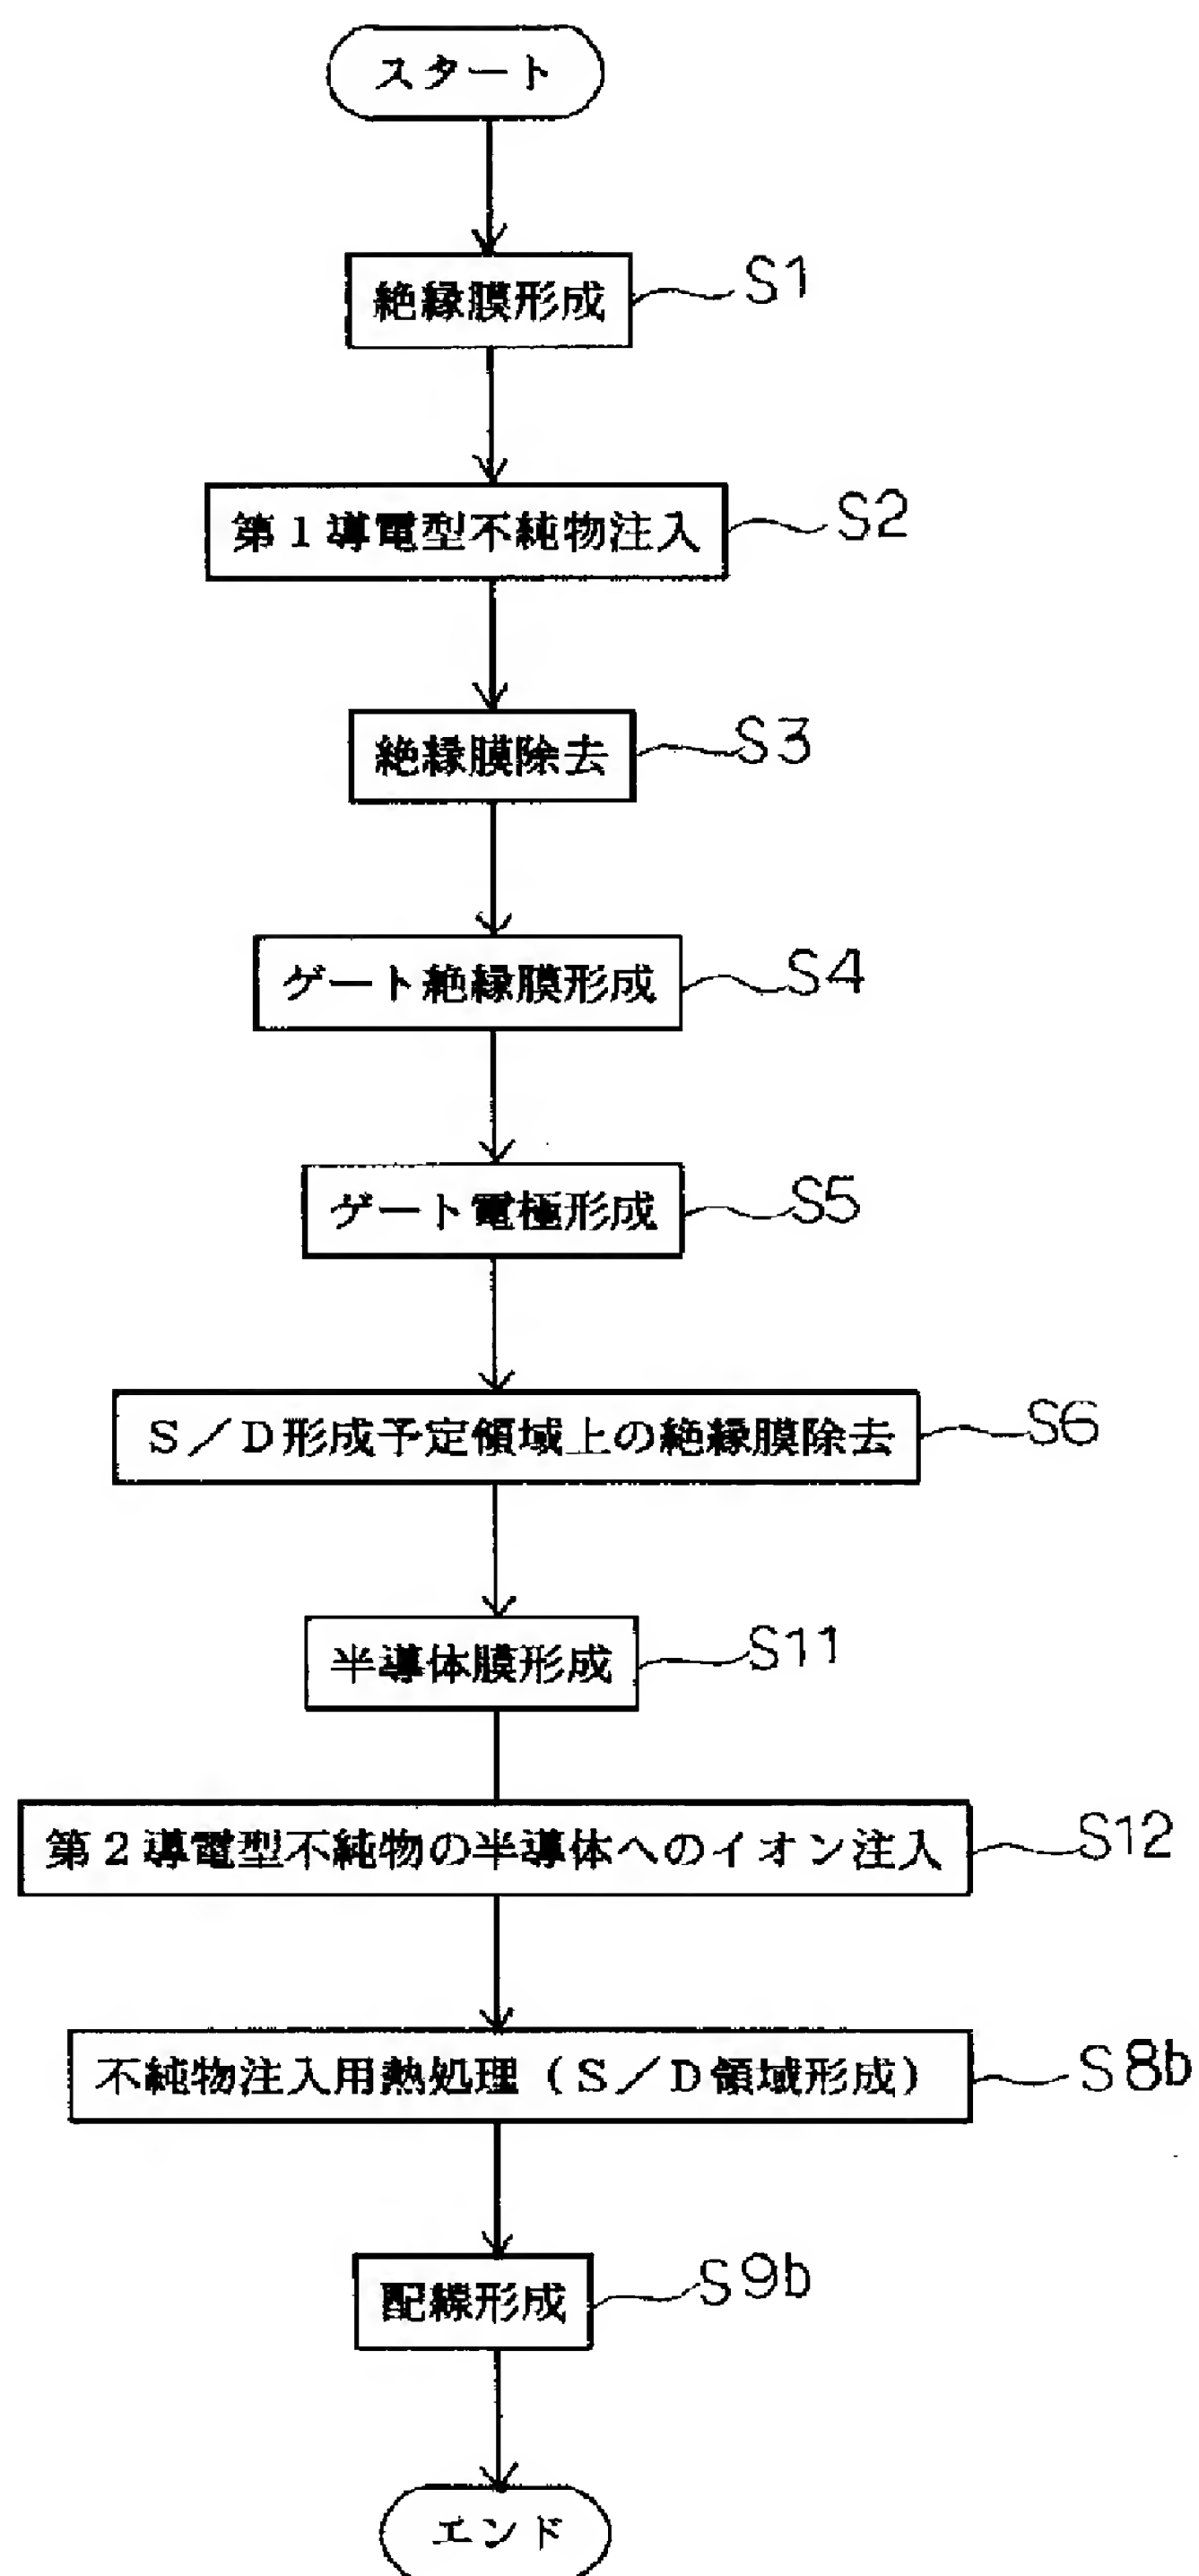 スタート
絶縁膜形成 S1
第1導電型不純物注入 S2
絶縁膜除去 S3
ゲート絶縁膜形成 S4
ゲート電極形成 S5
S/D形成予定領域上の絶縁膜除去 S6
半導体膜形成 S11
第2導電型不純物の半導体へのイオン注入 S12
不純物注入用熱処理(S/D領域形成) S8b
配線形成 S9b
エンド